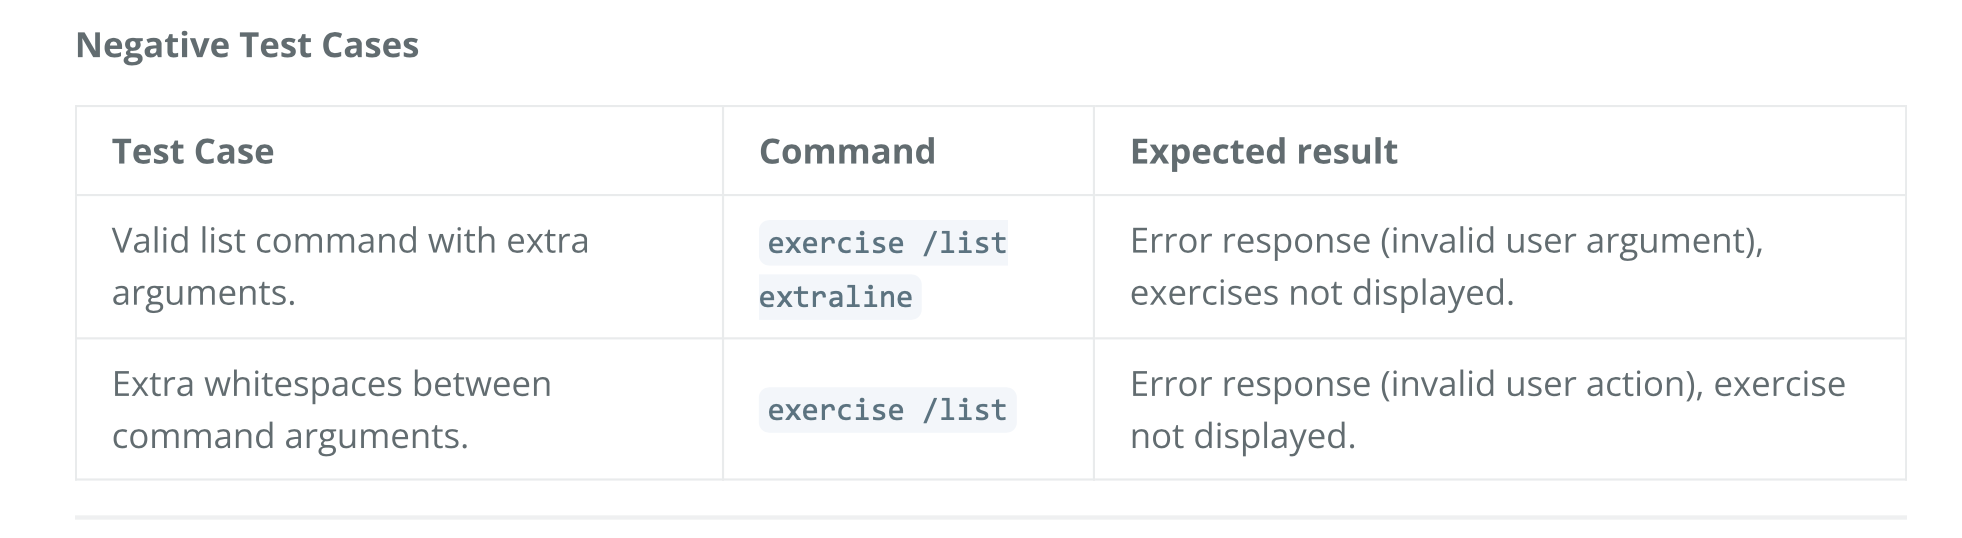 Negative Test Cases
Test Case
Command
Expected result
Valid list command with extra
arguments.
exercise /list
extraline
Error response (invalid user argument),
exercises not displayed.
Extra whitespaces between
command arguments.
exercise /list
Error response (invalid user action), exercise
not displayed.